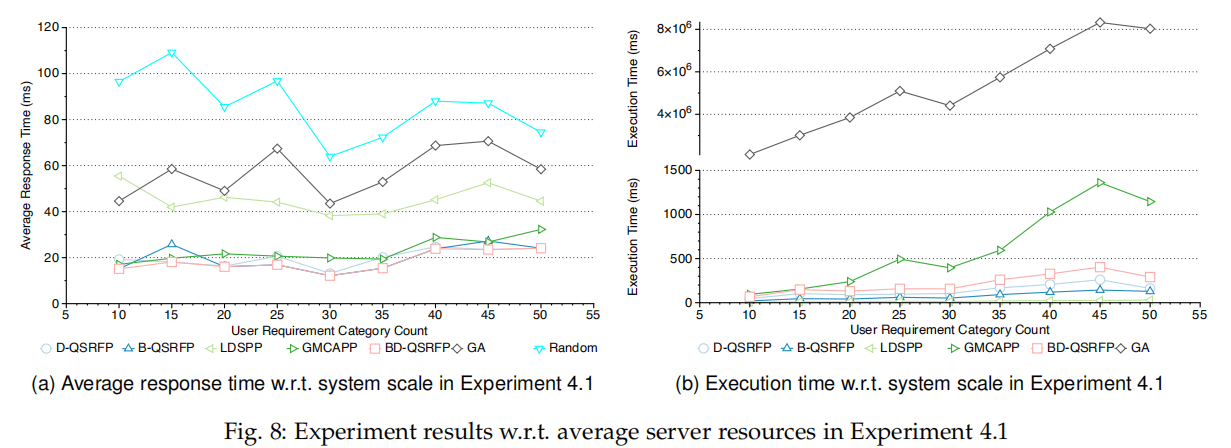 120
100
80
60
40
20
0
Average Response Time (ms)
5 10 15 20 25 30 35 40 45 50 55
User Requirement Category Count
D-QSRFP B-QSRFP LDSPP GMCAPP BD-QSRFP GA Random
(a) Average response time w.r.t. system scale in Experiment 4.1
8×10⁶
6×10⁶
4×10⁶
Execution Time (ms)
1500
1000
500
0
Execution Time (ms)
5 10 15 20 25 30 35 40 45 50 55
User Requirement Category Count
D-QSRFP B-QSRFP LDSPP GMCAPP BD-QSRFP GA
(b) Execution time w.r.t. system scale in Experiment 4.1
Fig. 8: Experiment results w.r.t. average server resources in Experiment 4.1